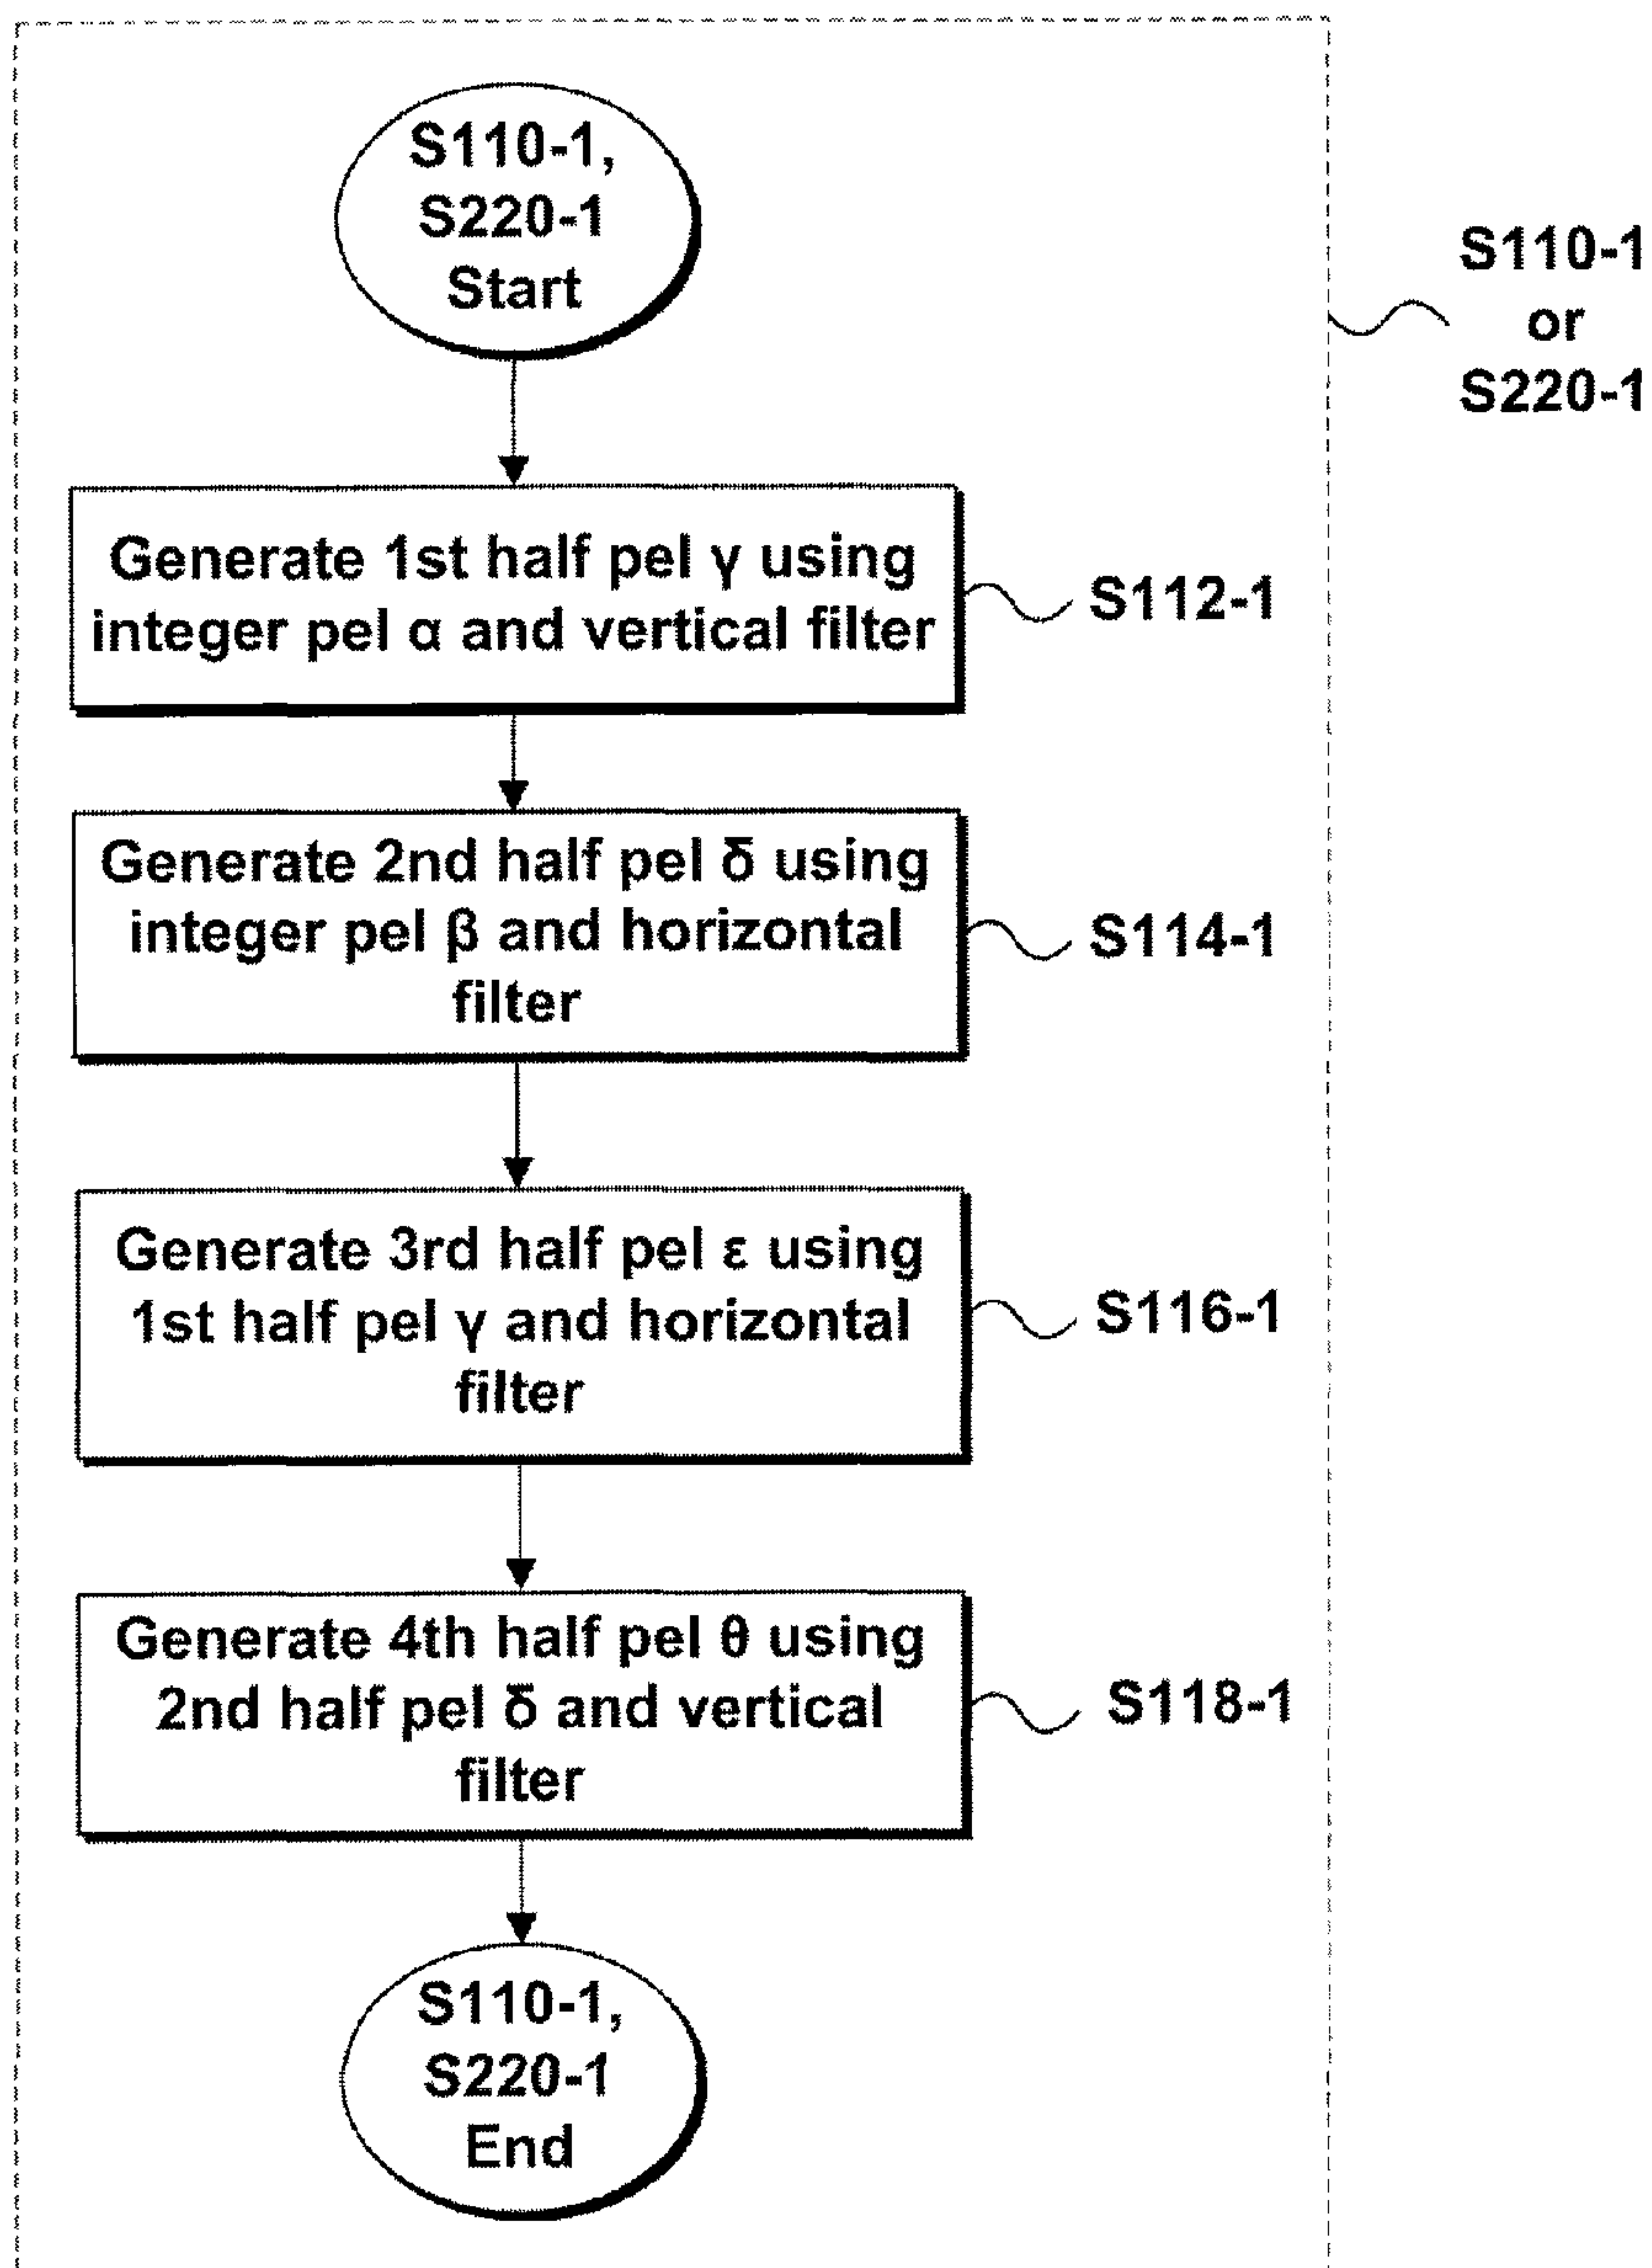 S110-1,
S220-1
Start
S110-1
or
S220-1
Generate 1st half pel γ using
integer pel α and vertical filter
S112-1
Generate 2nd half pel δ using
integer pel β and horizontal
filter
S114-1
Generate 3rd half pel ε using
1st half pel γ and horizontal
filter
S116-1
Generate 4th half pel θ using
2nd half pel δ and vertical
filter
S118-1
S110-1,
S220-1
End